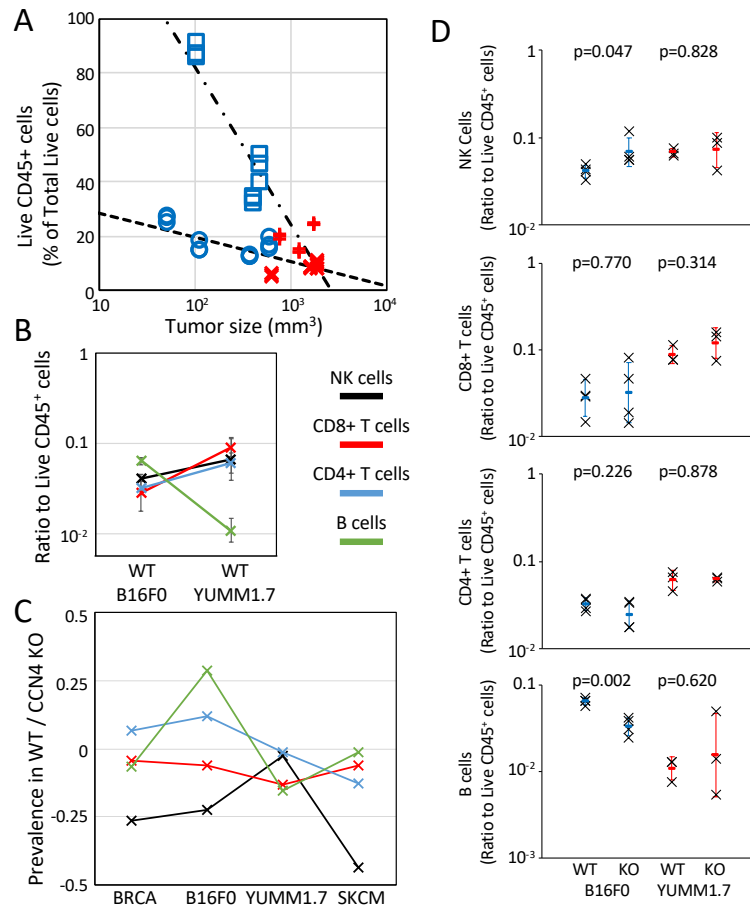 A
Live CD45+ cells
(% of Total Live cells)
100
80
60
40
20
0
10
10²
10³
10⁴
Tumor size (mm³)
B
Ratio to Live CD45⁺
1
0.1
10⁻²
WT
B16F0
WT
YUMM1.7
NK cells
CD8+ T cells
CD4+ T cells
B cells
C
Prevalence in WT / CCN4 KO
0.5
0.25
0
-0.25
-0.5
BRCA
B16F0
YUMM1.7
SKCM
D
NK Cells
(Ratio to Live CD45⁺ cells)
1
0.1
10⁻²
p=0.047
p=0.828
CD8+ T cells
(Ratio to Live CD45⁺ cells)
1
0.1
10⁻²
p=0.770
p=0.314
CD4+ T cells
(Ratio to Live CD45⁺ cells)
1
0.1
10⁻²
p=0.226
p=0.878
B cells
(Ratio to Live CD45⁺ cells)
0.1
10⁻²
10⁻³
p=0.002
p=0.620
WT KO WT KO
B16F0 YUMM1.7